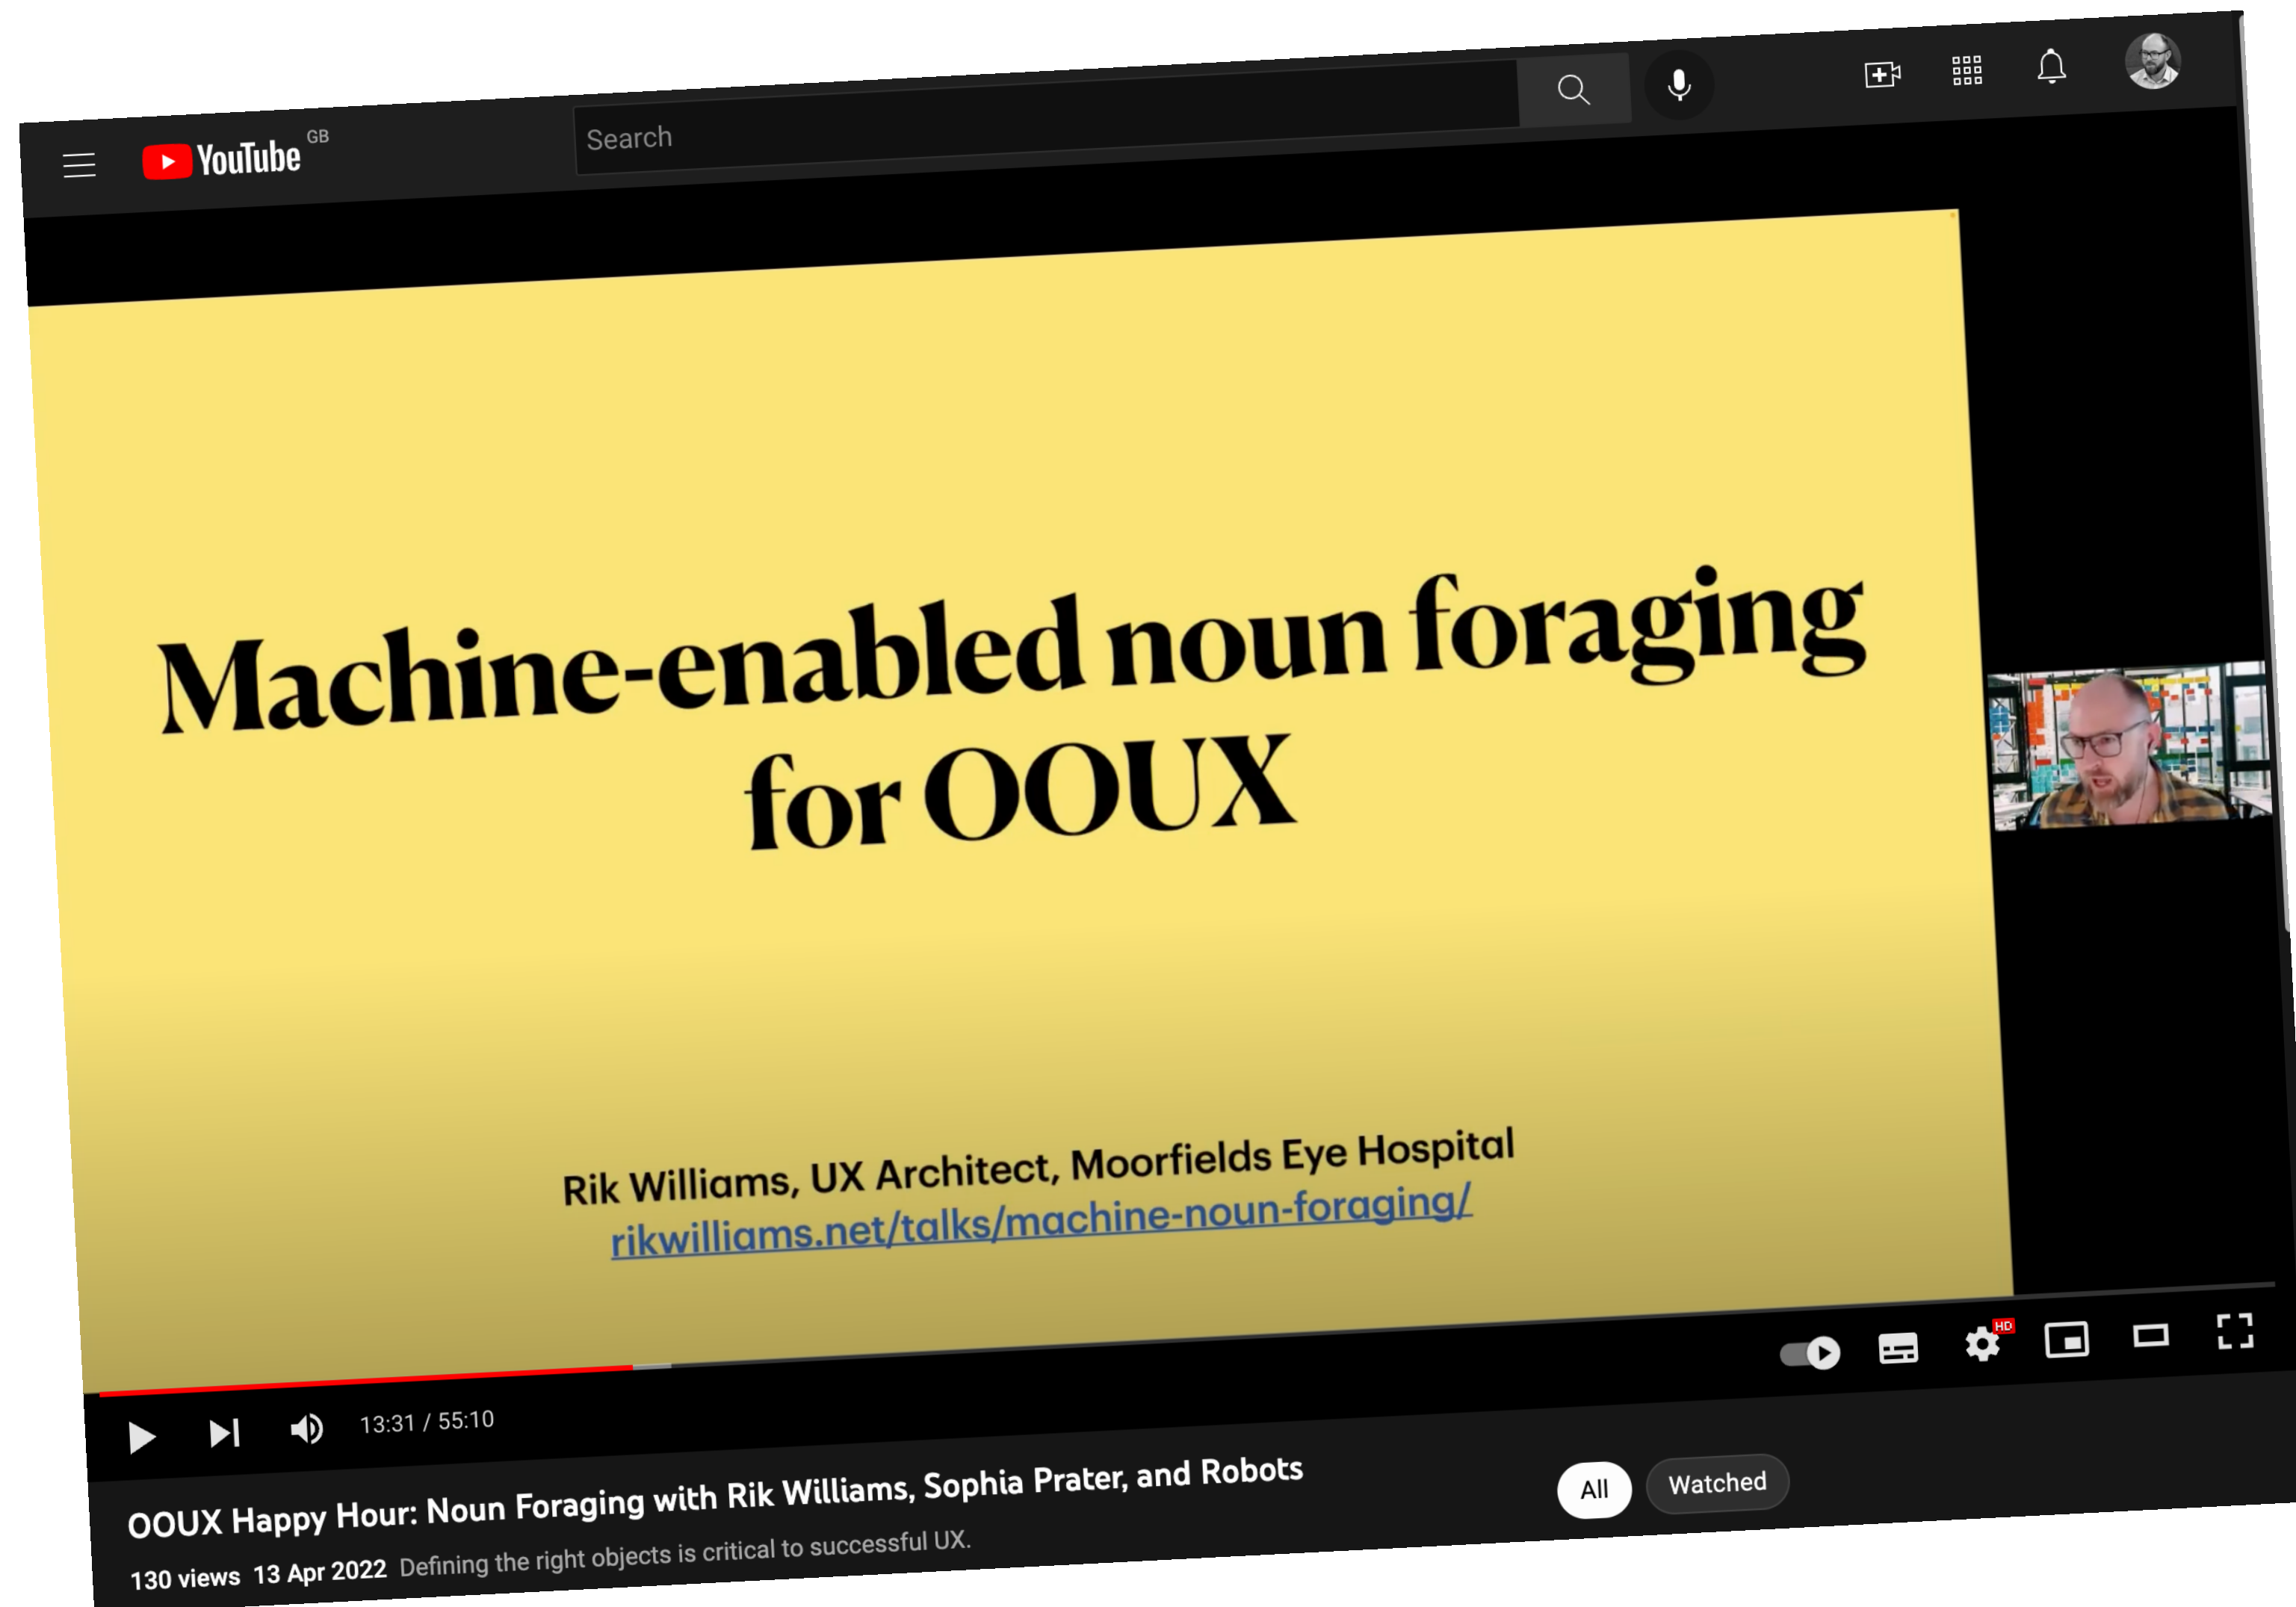 YouTube GB
Search
Machine-enabled noun foraging
for OOUX
Rik Williams, UX Architect, Moorfields Eye Hospital
rikwilliams.net/talks/machine-noun-foraging/
HD
13:31 / 55:10
OOUX Happy Hour: Noun Foraging with Rik Williams, Sophia Prater, and Robots
All
Watched
130 views 13 Apr 2022 Defining the right objects is critical to successful UX.